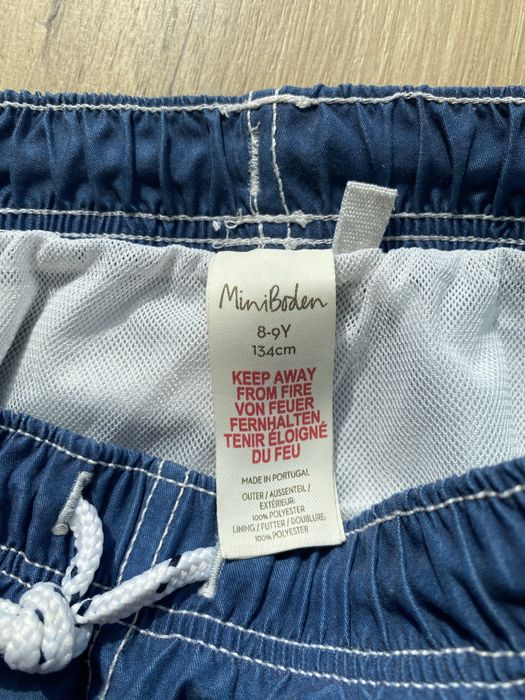 MiniBoden
8-9Y
134cm
KEEP AWAY
FROM FIRE
VON FEUER
FERNHALTEN
TENIR ÉLOIGNÉ
DU FEU
MADE IN PORTUGAL
OUTER / AUSSENTEIL /
EXTÉRIEUR:
100% POLYESTER
LINING / FUTTER / DOUBLURE:
100% POLYESTER